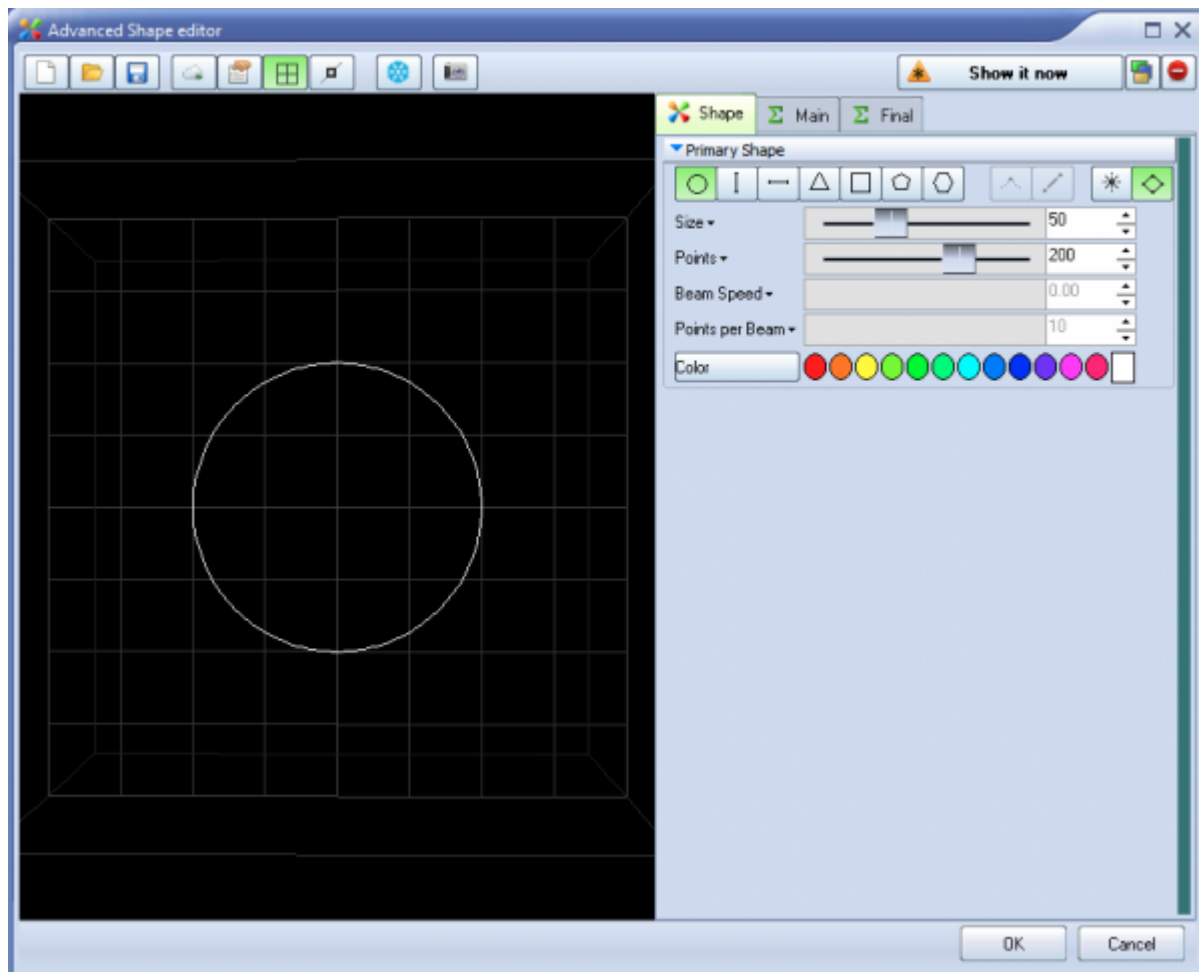 Advanced Shape editor
Show it now
Shape Main Final
Primary Shape
Size 50
Points 200
Beam Speed 0.00
Points per Beam 10
Color
OK Cancel